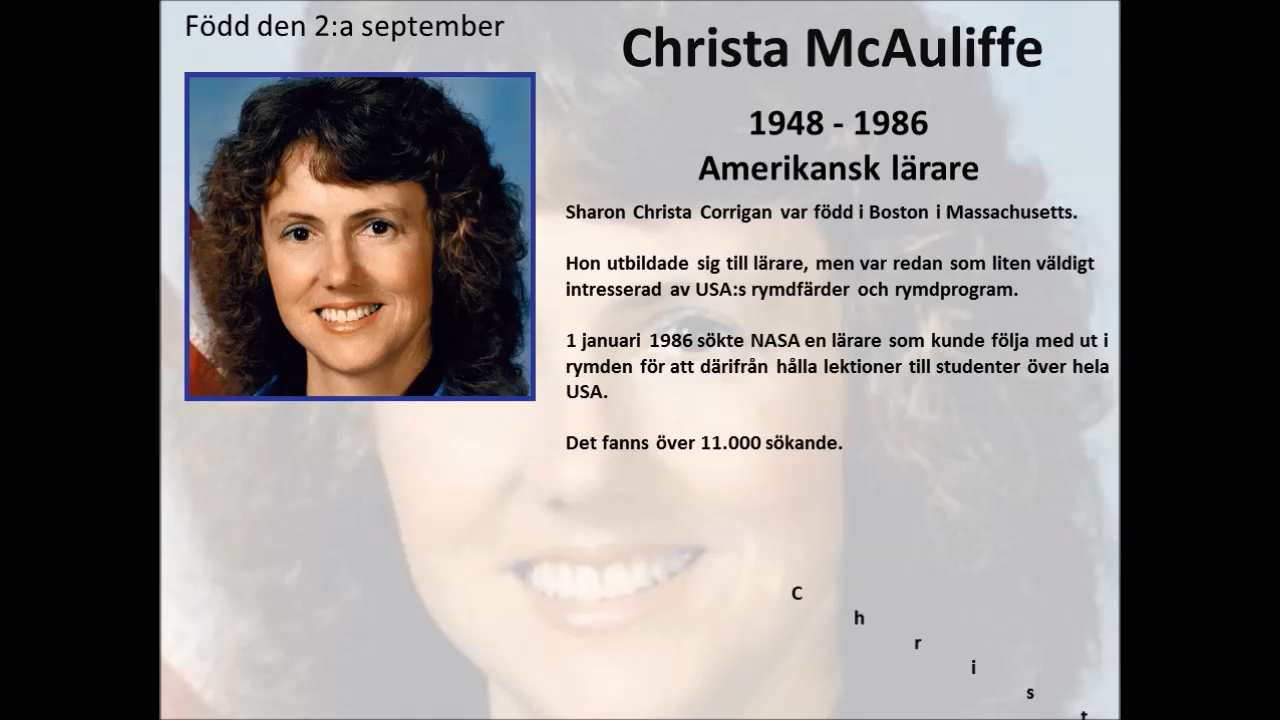 Född den 2:a september
Christa McAuliffe
1948 - 1986
Amerikansk lärare
Sharon Christa Corrigan var född i Boston i Massachusetts.
Hon utbildade sig till lärare, men var redan som liten väldigt
intresserad av USA:s rymdfärder och rymdprogram.
1 januari 1986 sökte NASA en lärare som kunde följa med ut i
rymden för att därifrån hålla lektioner till studenter över hela
USA.
Det fanns över 11.000 sökande.
C
h
r
i
s
t